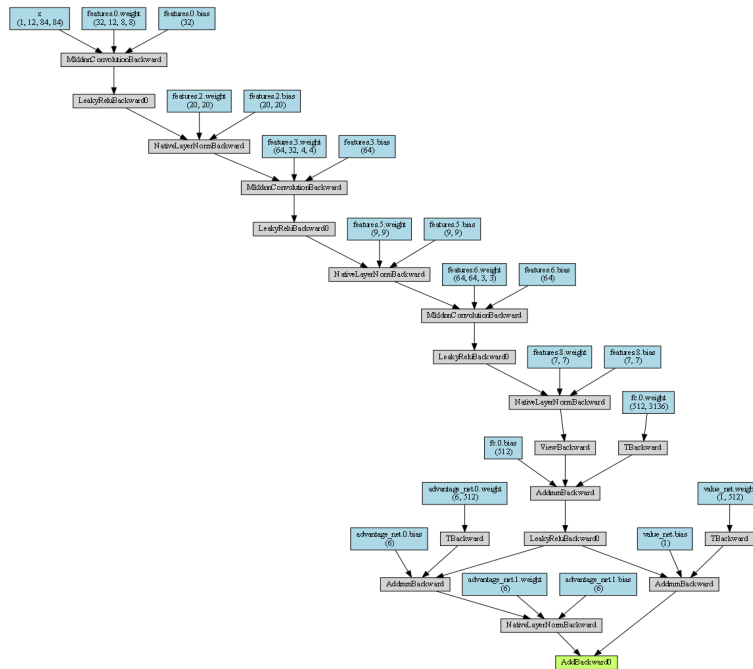 x
(1, 12, 84, 84)
features.0.weight
(32, 12, 8, 8)
features.0.bias
(32)
MkldnnConvolutionBackward
LeakyReluBackward0
features.2.weight
(20, 20)
features.2.bias
(20, 20)
NativeLayerNormBackward
features.3.weight
(64, 32, 4, 4)
features.3.bias
(64)
MkldnnConvolutionBackward
LeakyReluBackward0
features.5.weight
(9, 9)
features.5.bias
(9, 9)
NativeLayerNormBackward
features.6.weight
(64, 64, 3, 3)
features.6.bias
(64)
MkldnnConvolutionBackward
LeakyReluBackward0
features.8.weight
(7, 7)
features.8.bias
(7, 7)
NativeLayerNormBackward
fc.0.weight
(512, 3136)
fc.0.bias
(512)
ViewBackward
TBackward
AddmmBackward
advantage_net.0.weight
(6, 512)
value_net.weight
(1, 512)
advantage_net.0.bias
(6)
TBackward
LeakyReluBackward0
value_net.bias
(1)
TBackward
AddmmBackward
advantage_net.1.weight
(6)
advantage_net.1.bias
(6)
AddmmBackward
NativeLayerNormBackward
AddBackward0